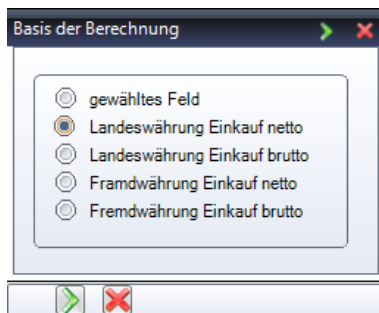 Basis der Berechnung
gewähltes Feld
Landeswährung Einkauf netto
Landeswährung Einkauf brutto
Framdwährung Einkauf netto
Fremdwährung Einkauf brutto